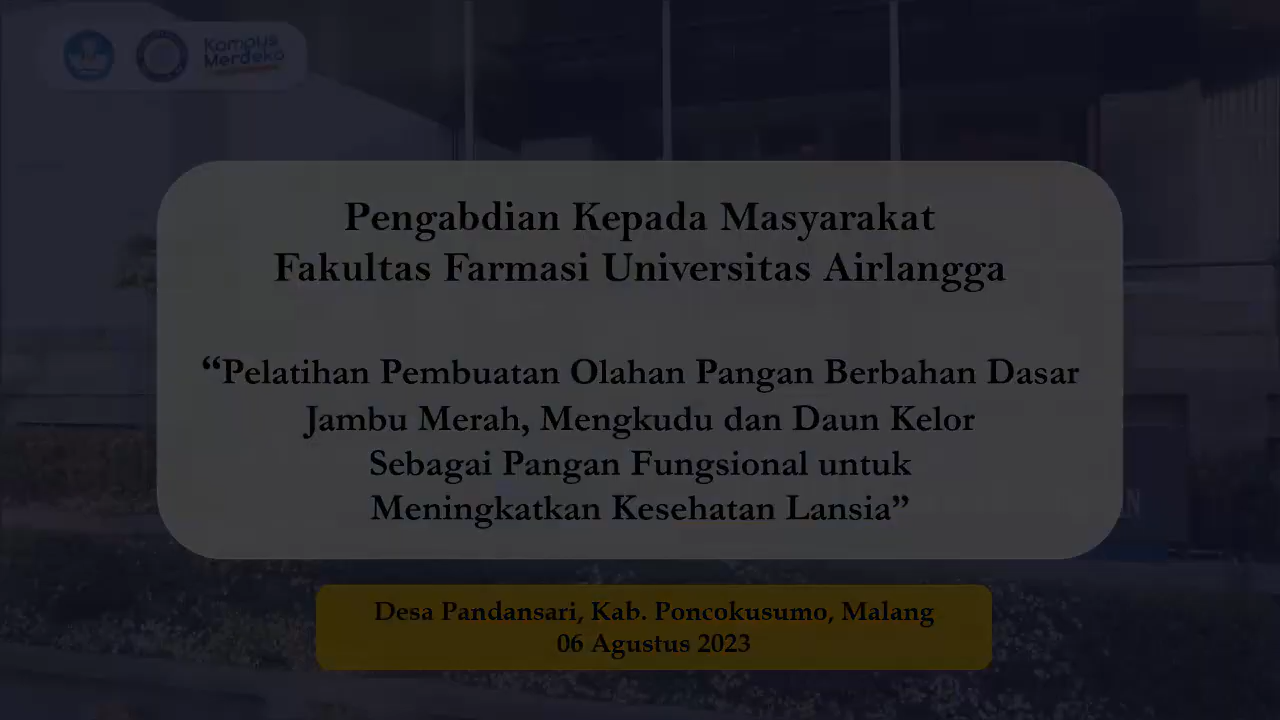 Kampus
Merdeka
Pengabdian Kepada Masyarakat
Fakultas Farmasi Universitas Airlangga
“Pelatihan Pembuatan Olahan Pangan Berbahan Dasar
Jambu Merah, Mengkudu dan Daun Kelor
Sebagai Pangan Fungsional untuk
Meningkatkan Kesehatan Lansia”
Desa Pandansari, Kab. Poncokusumo, Malang
06 Agustus 2023